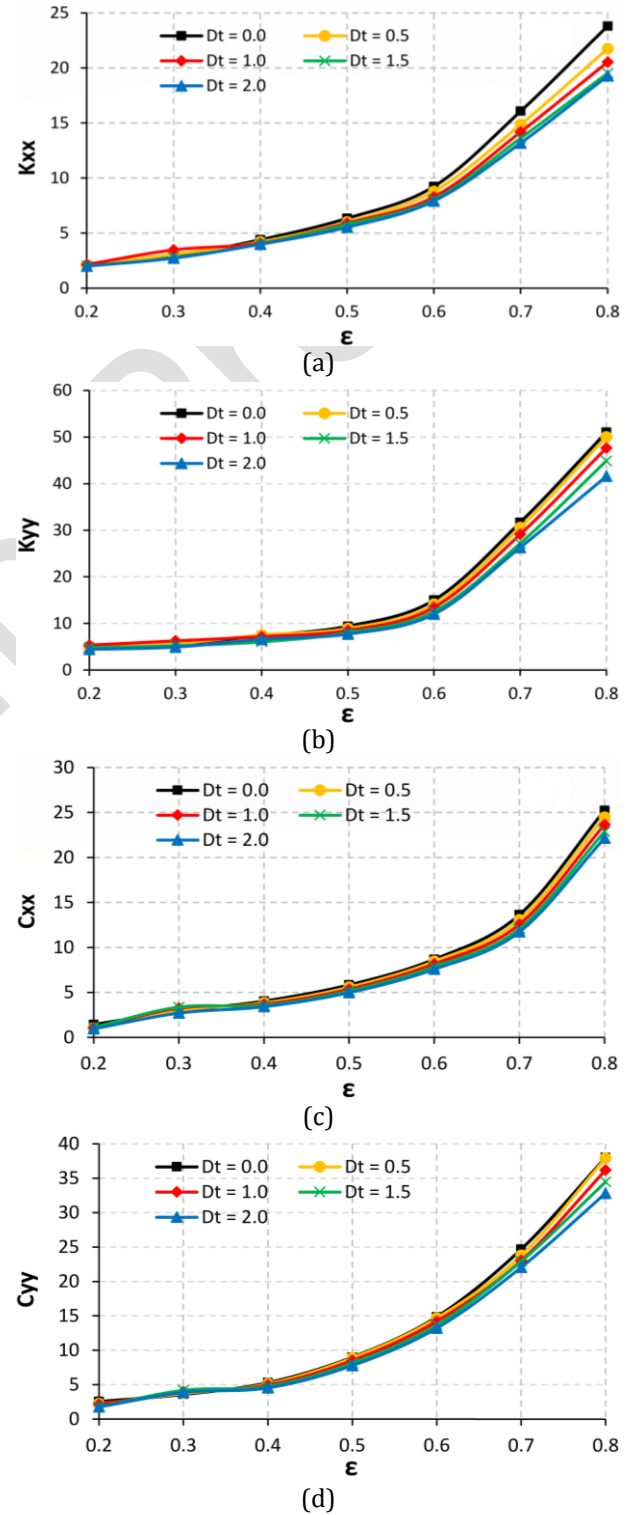 25
20
15
10
5
0
Kxx
Dt = 0.0 Dt = 0.5
Dt = 1.0 Dt = 1.5
Dt = 2.0
0.2 0.3 0.4 0.5 0.6 0.7 0.8
ε
(a)
60
50
40
30
20
10
0
Kyy
Dt = 0.0 Dt = 0.5
Dt = 1.0 Dt = 1.5
Dt = 2.0
0.2 0.3 0.4 0.5 0.6 0.7 0.8
ε
(b)
30
25
20
15
10
5
0
Cxx
Dt = 0.0 Dt = 0.5
Dt = 1.0 Dt = 1.5
Dt = 2.0
0.2 0.3 0.4 0.5 0.6 0.7 0.8
ε
(c)
40
35
30
25
20
15
10
5
0
Cyy
Dt = 0.0 Dt = 0.5
Dt = 1.0 Dt = 1.5
Dt = 2.0
0.2 0.3 0.4 0.5 0.6 0.7 0.8
ε
(d)